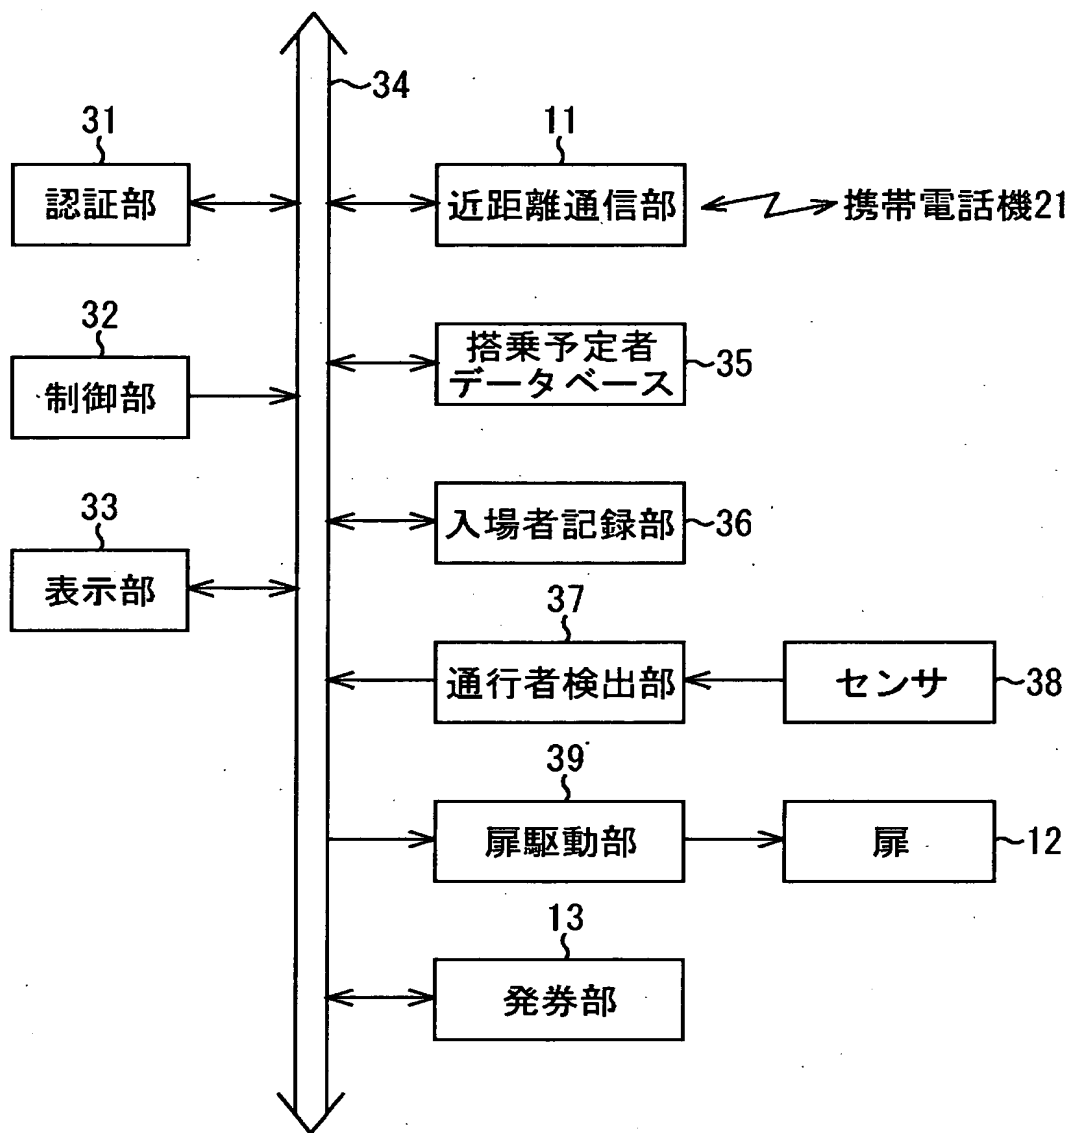 34
31
認証部
11
近距離通信部
携帯電話機21
32
制御部
搭乗予定者
データベース
35
33
表示部
入場者記録部
36
37
通行者検出部
センサ
38
39
扉駆動部
扉
12
13
発券部